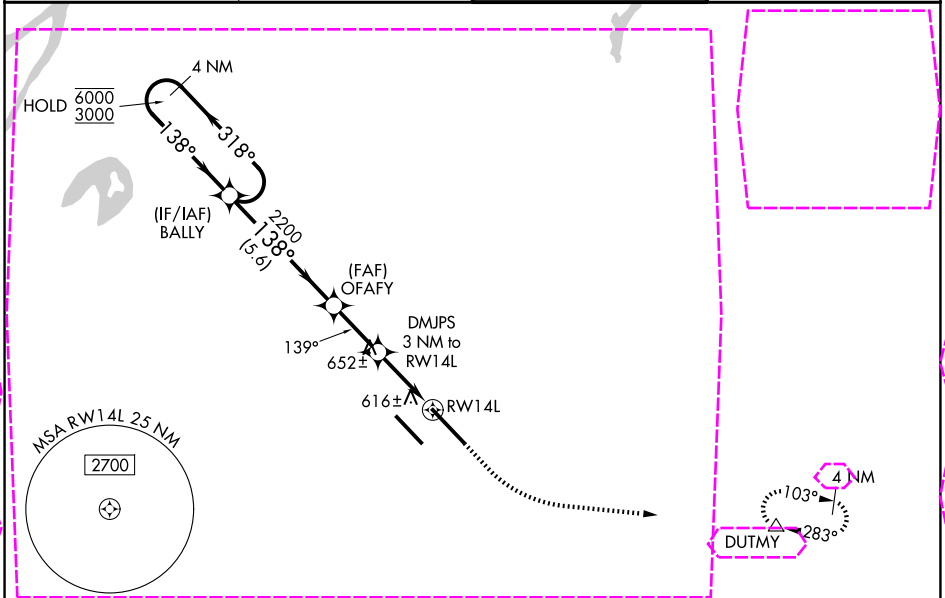 4 NM
HOLD 6000
3000
138°
318°
(IF/IAF)
BALLY
2200
138°
(5.6)
(FAF)
OFAFY
DMJPS
3 NM to
RW14L
139°
652±
616±
RW14L
MSA RW14L 25 NM
2700
4 NM
103°
283°
DUTMY